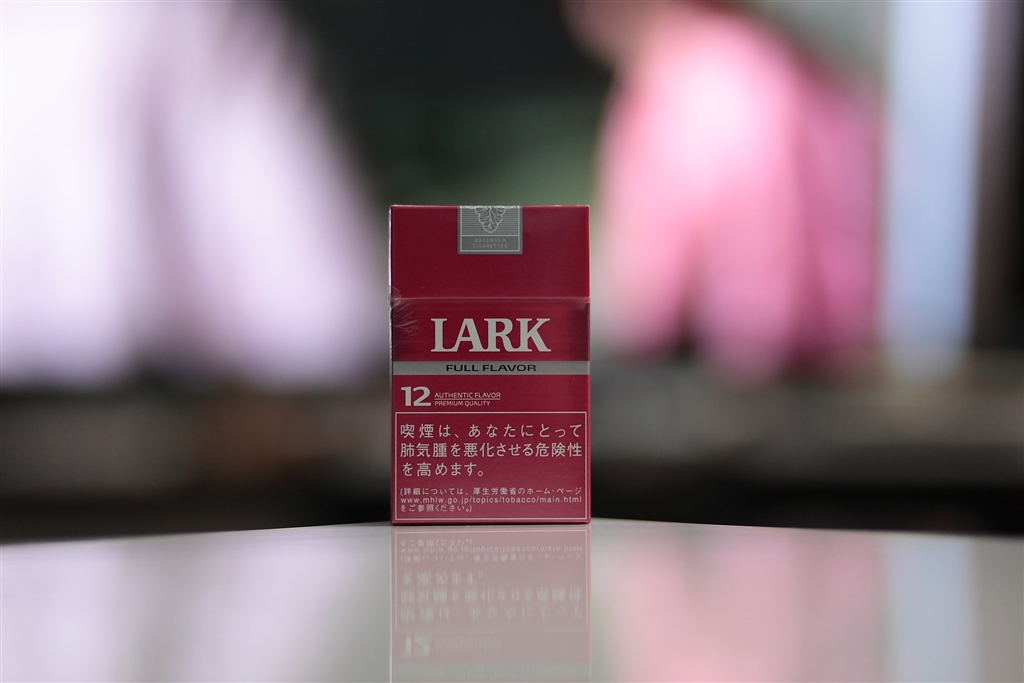 20 CLASS A
CIGARETTES
LARK
FULL FLAVOR
12 AUTHENTIC FLAVOR
PREMIUM QUALITY
喫煙は、あなたにとって
肺気腫を悪化させる危険性
を高めます。
(詳細については、厚生労働省のホーム・ページ
www.mhlw.go.jp/topics/tobacco/main.html
をご参照ください。)